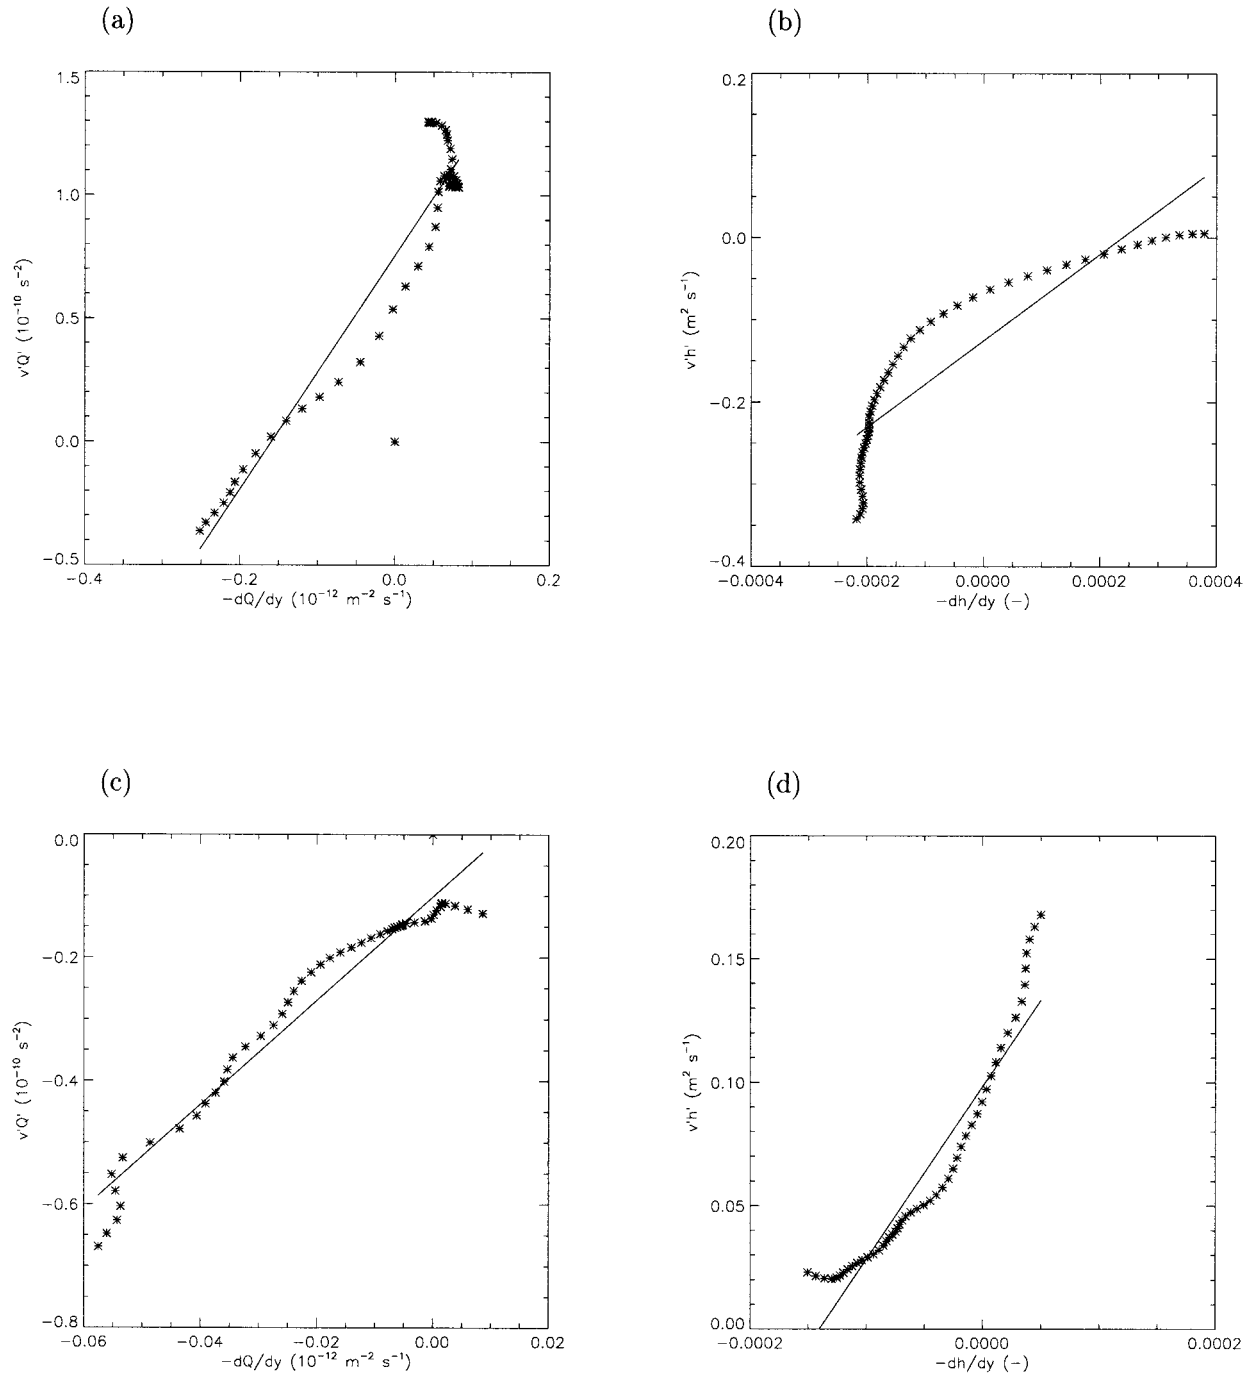 (a)
1.5
1.0
0.5
0.0
−0.5
v'Q' (10⁻¹⁰ s⁻²)
−0.4 −0.2 0.0 0.2
−dQ/dy (10⁻¹² m⁻² s⁻¹)
(b)
0.2
0.0
−0.2
−0.4
v'h' (m² s⁻¹)
−0.0004 −0.0002 0.0000 0.0002 0.0004
−dh/dy (−)
(c)
0.0
−0.2
−0.4
−0.6
−0.8
v'Q' (10⁻¹⁰ s⁻²)
−0.06 −0.04 −0.02 0.00 0.02
−dQ/dy (10⁻¹² m⁻² s⁻¹)
(d)
0.20
0.15
0.10
0.05
0.00
v'h' (m² s⁻¹)
−0.0002 0.0000 0.0002
−dh/dy (−)